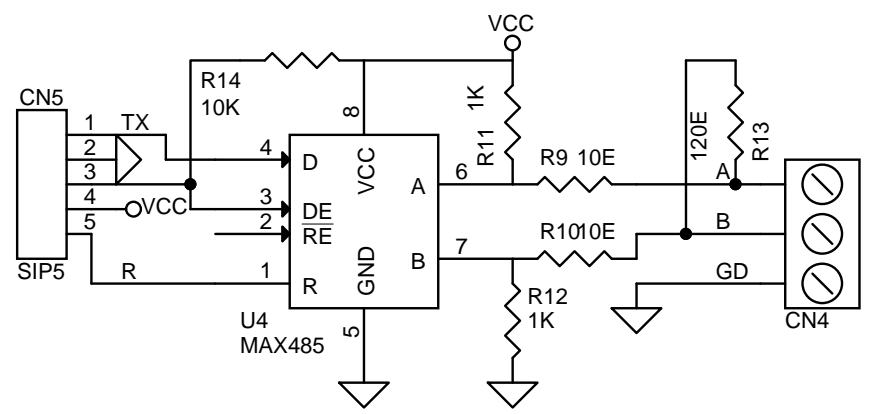 VCC
CN5
R14
10K
1 TX
2
3
4 VCC
5
SIP5
R
8
4 D
VCC
3 DE
2 RE
GND
1 R
A 6
B 7
U4
MAX485
5
1K
R11
R9 10E
R10 10E
R12
1K
120E
R13
A
B
GD
CN4